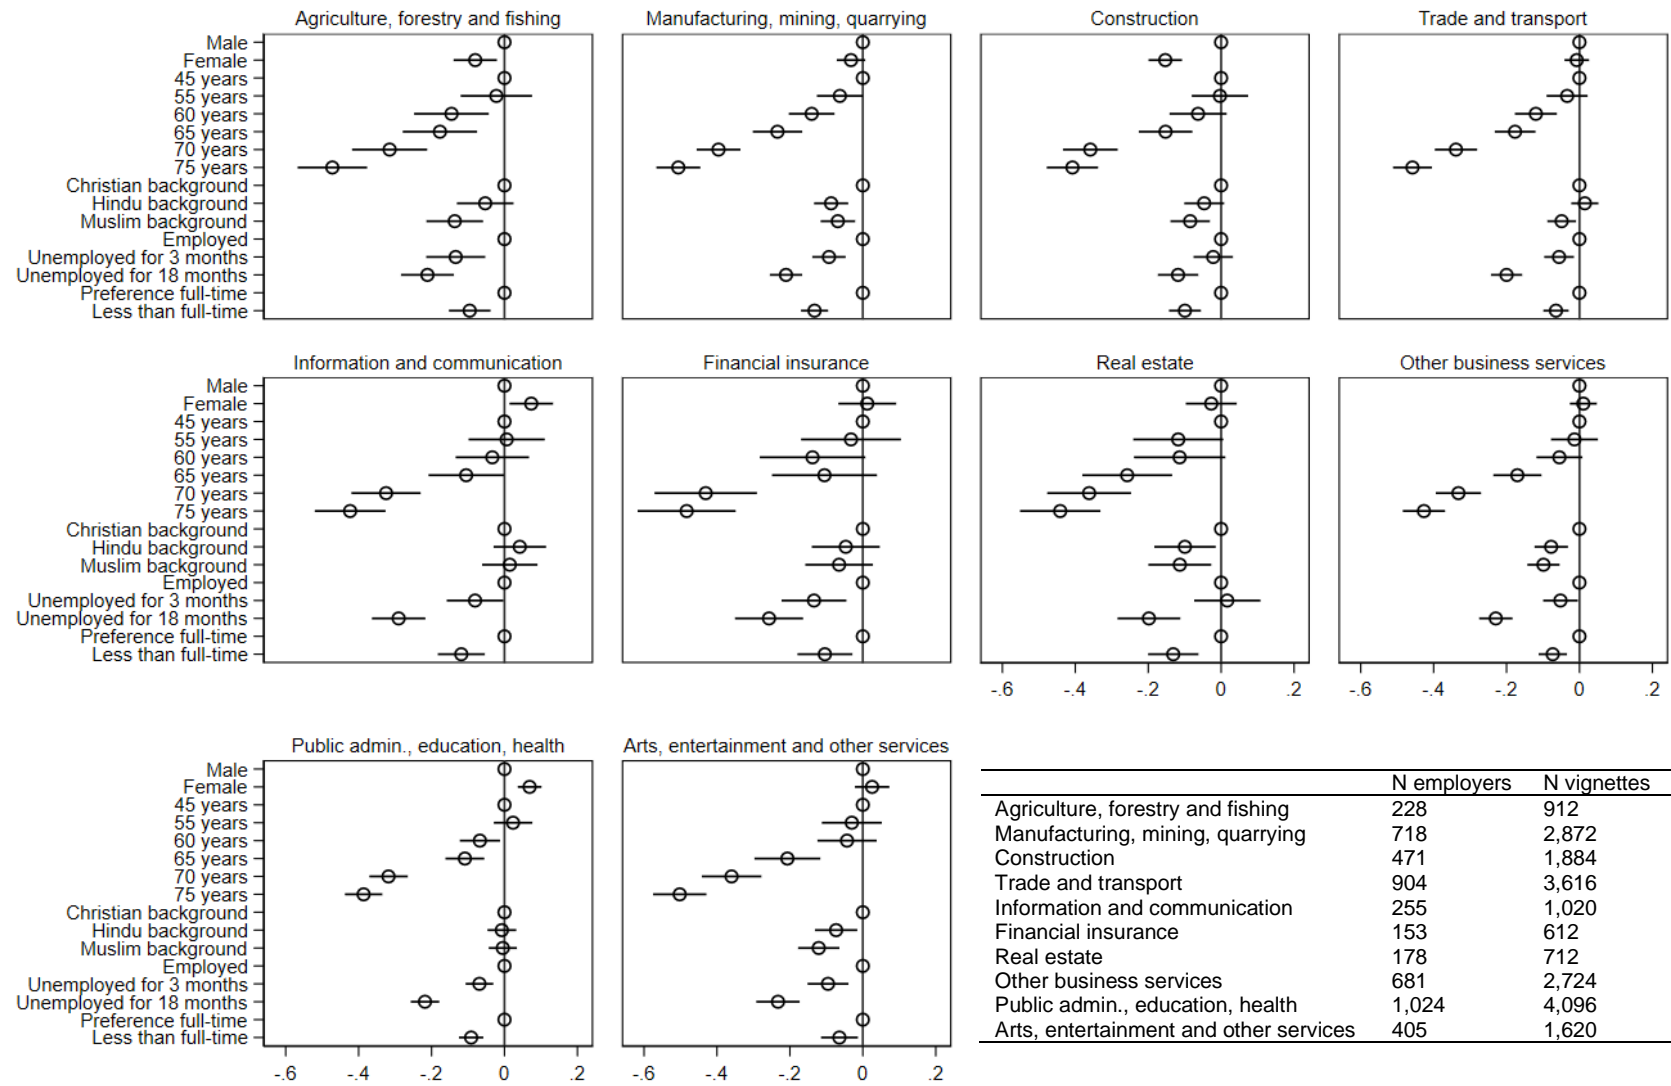 Agriculture, forestry and fishing
Manufacturing, mining, quarrying
Construction
Trade and transport
Male
Female
45 years
55 years
60 years
65 years
70 years
75 years
Christian background
Hindu background
Muslim background
Employed
Unemployed for 3 months
Unemployed for 18 months
Preference full-time
Less than full-time
Information and communication
Financial insurance
Real estate
Other business services
Male
Female
45 years
55 years
60 years
65 years
70 years
75 years
Christian background
Hindu background
Muslim background
Employed
Unemployed for 3 months
Unemployed for 18 months
Preference full-time
Less than full-time
-.6 -.4 -.2 0 .2
-.6 -.4 -.2 0 .2
Public admin., education, health
Arts, entertainment and other services
Male
Female
45 years
55 years
60 years
65 years
70 years
75 years
Christian background
Hindu background
Muslim background
Employed
Unemployed for 3 months
Unemployed for 18 months
Preference full-time
Less than full-time
-.6 -.4 -.2 0 .2
-.6 -.4 -.2 0 .2
N employers N vignettes
Agriculture, forestry and fishing 228 912
Manufacturing, mining, quarrying 718 2,872
Construction 471 1,884
Trade and transport 904 3,616
Information and communication 255 1,020
Financial insurance 153 612
Real estate 178 712
Other business services 681 2,724
Public admin., education, health 1,024 4,096
Arts, entertainment and other services 405 1,620